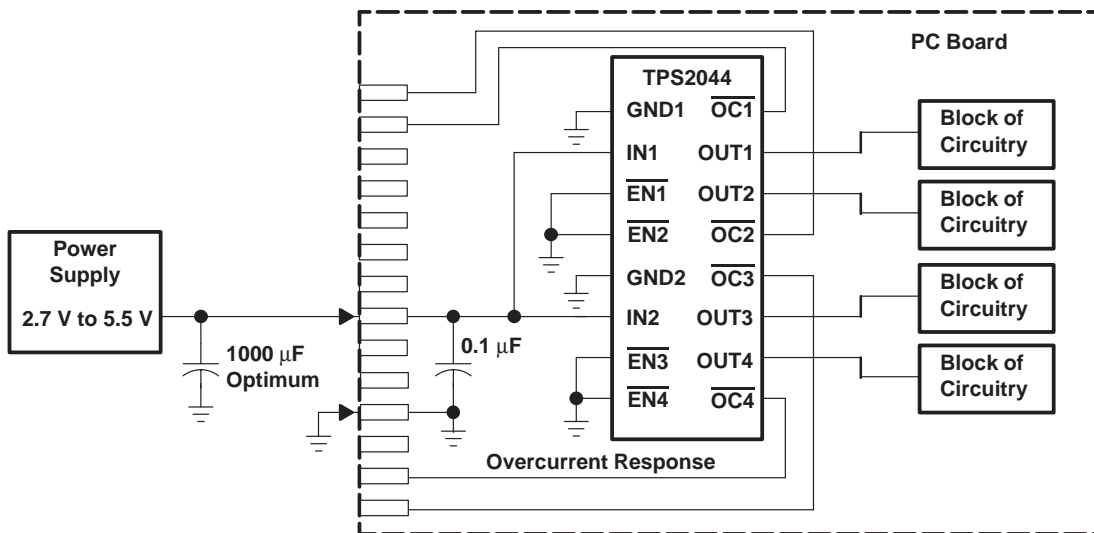 PC Board
TPS2044
GND1 OC1
IN1 OUT1
EN1 OUT2
EN2 OC2
GND2 OC3
IN2 OUT3
EN3 OUT4
EN4 OC4
Block of
Circuitry
Block of
Circuitry
Block of
Circuitry
Block of
Circuitry
Power
Supply
2.7 V to 5.5 V
1000 μF
Optimum
0.1 μF
Overcurrent Response